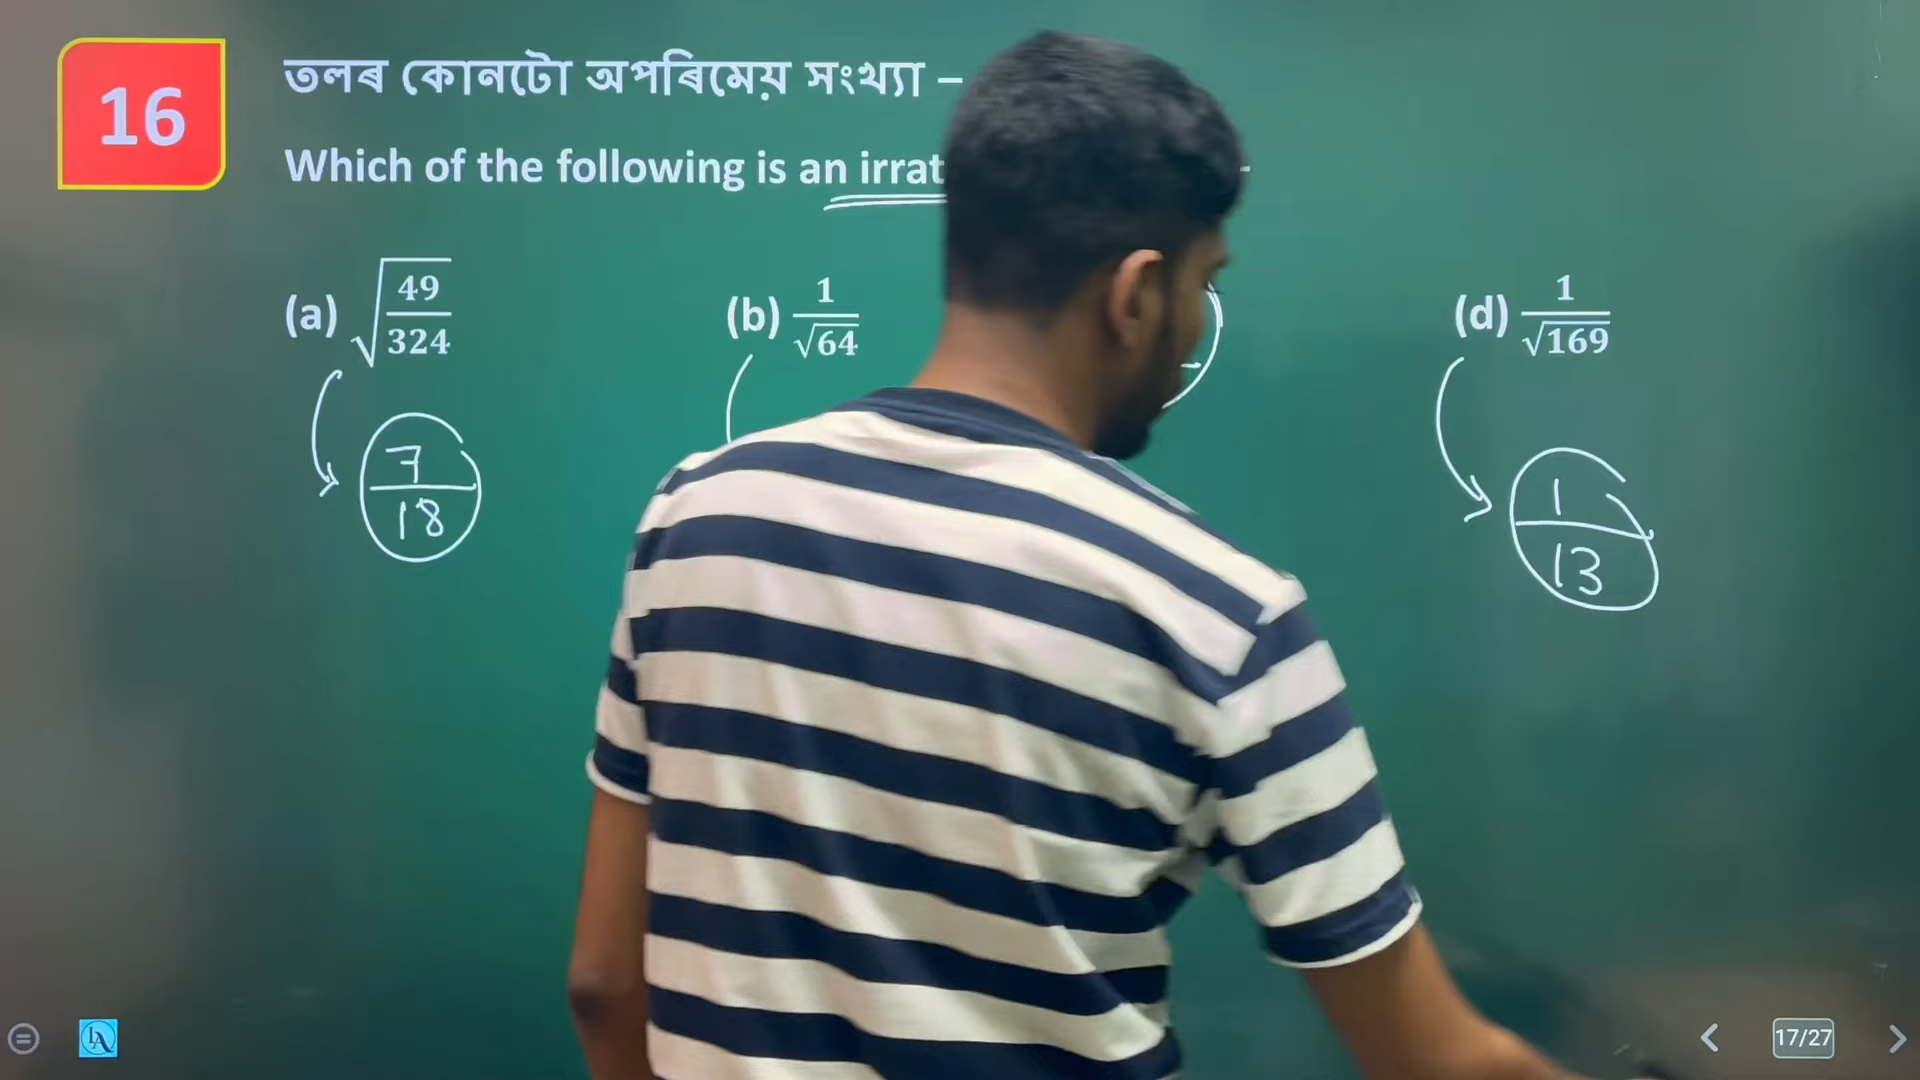 16
তলৰ কোনটো অপৰিমেয় সংখ্যা –
Which of the following is an
(a) √(49/324)
(b) 1/√64
(d) 1/√169
7/18
1/13
17/27